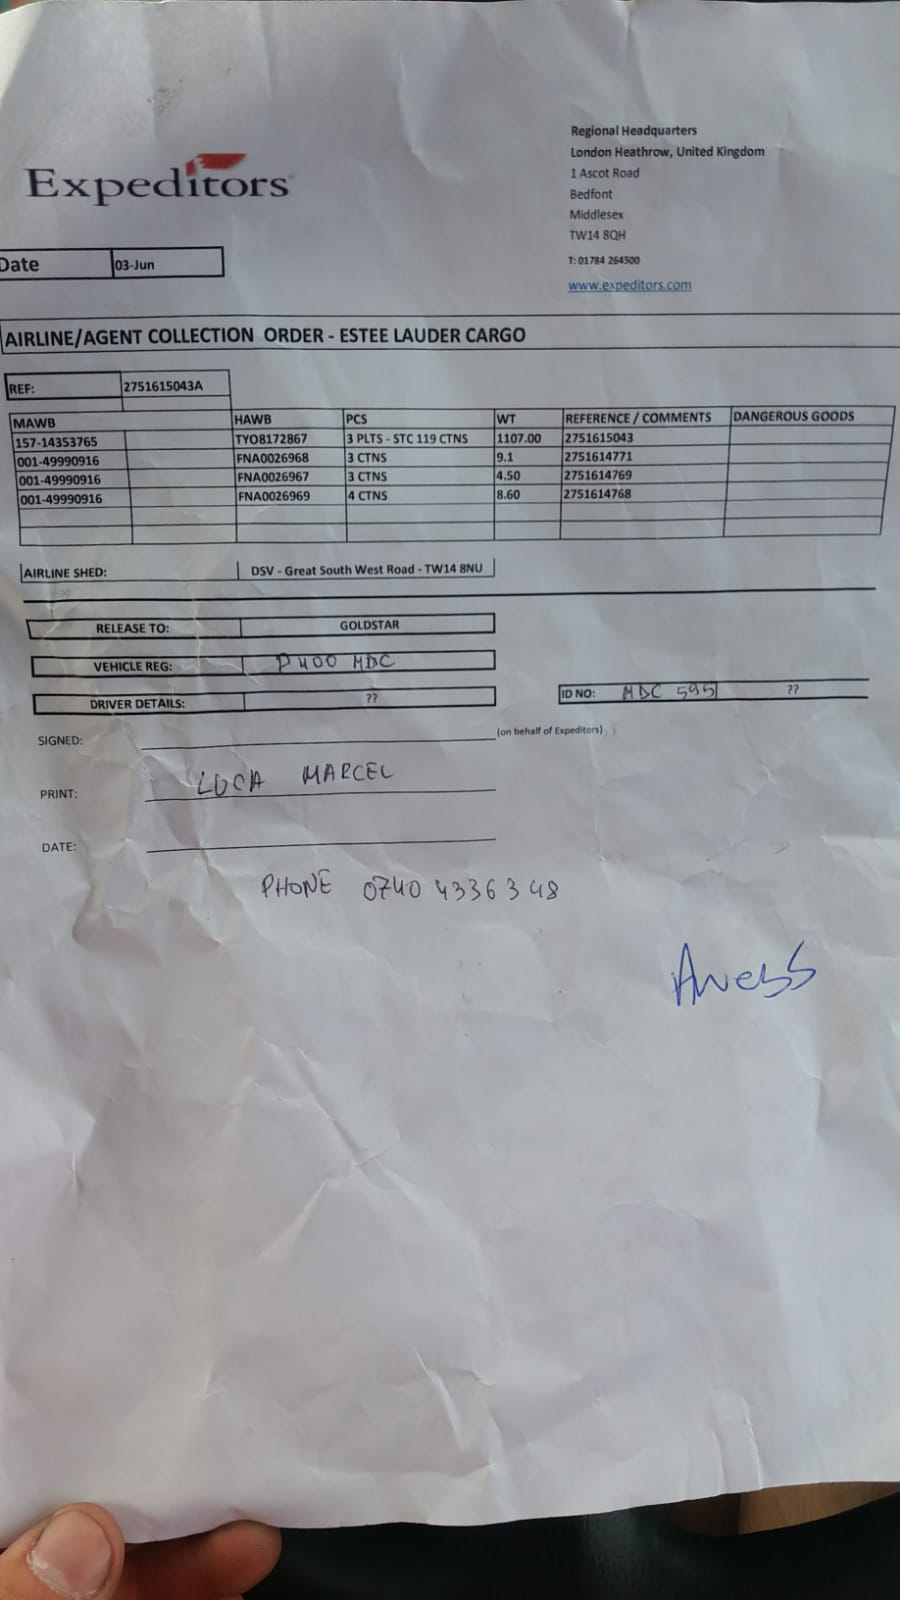 Expeditors
Regional Headquarters
London Heathrow, United Kingdom
1 Ascot Road
Bedfont
Middlesex
TW14 8QH
T: 01784 264500
www.expeditors.com
Date 03-Jun
AIRLINE/AGENT COLLECTION ORDER - ESTEE LAUDER CARGO
REF: 2751615043A
MAWB HAWB PCS WT REFERENCE / COMMENTS DANGEROUS GOODS
157-14353765 TYO8172867 3 PLTS - STC 119 CTNS 1107.00 2751615043
001-49990916 FNA0026968 3 CTNS 9.1 2751614771
001-49990916 FNA0026967 3 CTNS 4.50 2751614769
001-49990916 FNA0026969 4 CTNS 8.60 2751614768
AIRLINE SHED: DSV - Great South West Road - TW14 8NU
RELEASE TO: GOLDSTAR
VEHICLE REG: P400 MDC
DRIVER DETAILS: ?? ID NO: MDC 595 ??
SIGNED: (on behalf of Expeditors)
PRINT: LUCA MARCEL
DATE:
PHONE 0740 43363 48